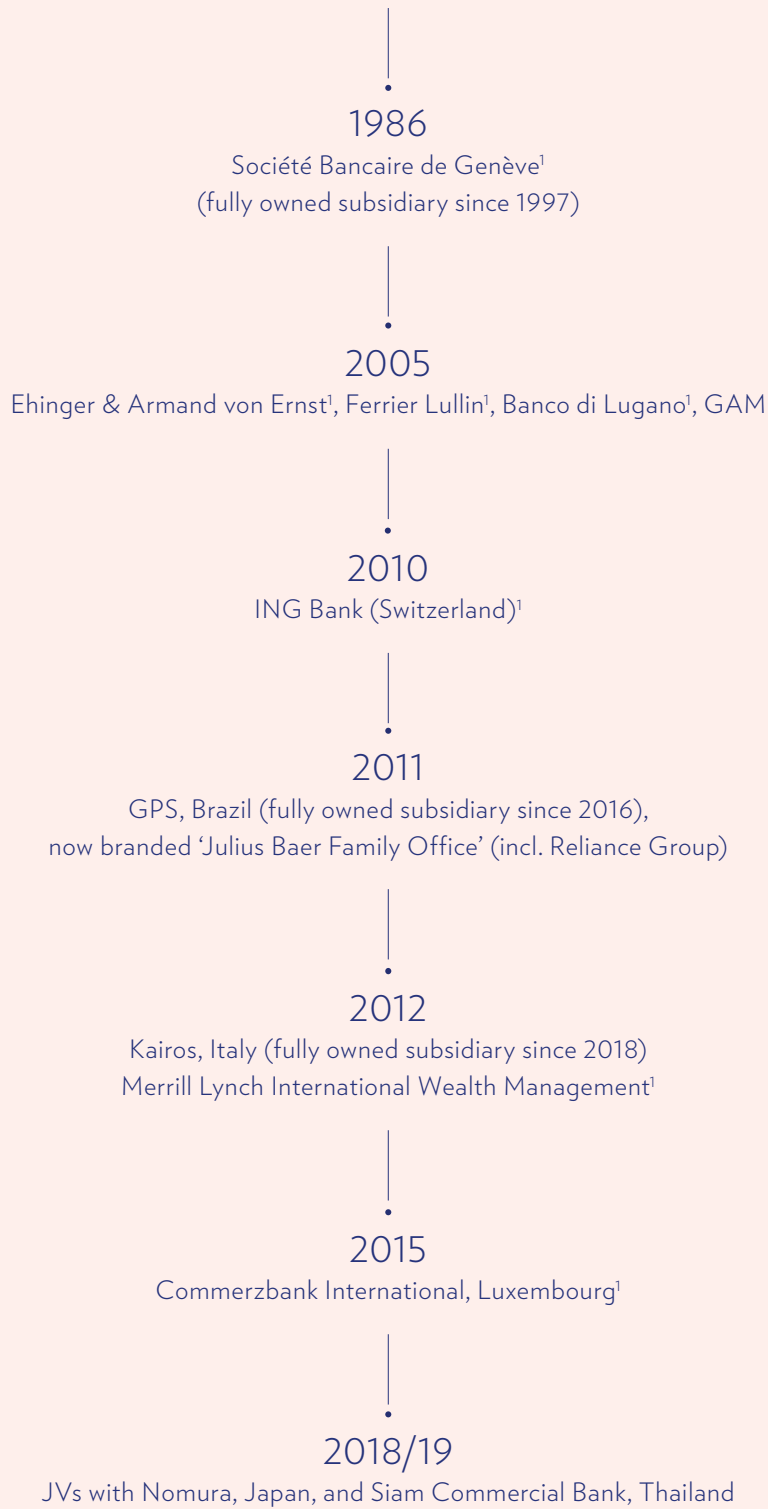 1986
Société Bancaire de Genève¹
(fully owned subsidiary since 1997)
2005
Ehinger & Armand von Ernst¹, Ferrier Lullin¹, Banco di Lugano¹, GAM
2010
ING Bank (Switzerland)¹
2011
GPS, Brazil (fully owned subsidiary since 2016),
now branded ‘Julius Baer Family Office’ (incl. Reliance Group)
2012
Kairos, Italy (fully owned subsidiary since 2018)
Merrill Lynch International Wealth Management¹
2015
Commerzbank International, Luxembourg¹
2018/19
JVs with Nomura, Japan, and Siam Commercial Bank, Thailand